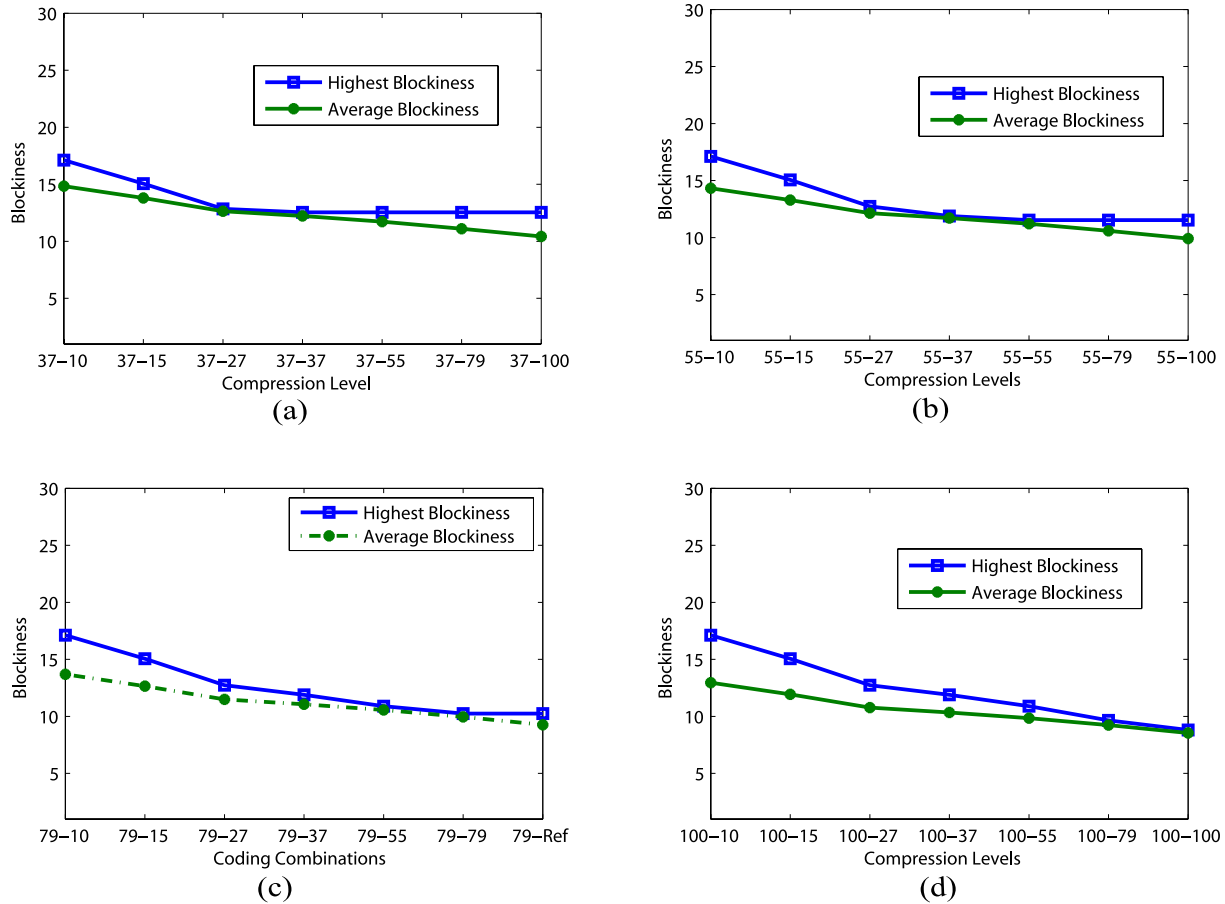 30
25
20
15
10
5
Blockiness
Highest Blockiness
Average Blockiness
37−10 37−15 37−27 37−37 37−55 37−79 37−100
Compression Level
(a)
30
25
20
15
10
5
Blockiness
Highest Blockiness
Average Blockiness
55−10 55−15 55−27 55−37 55−55 55−79 55−100
Compression Levels
(b)
30
25
20
15
10
5
Blockiness
Highest Blockiness
Average Blockiness
79−10 79−15 79−27 79−37 79−55 79−79 79−Ref
Coding Combinations
(c)
30
25
20
15
10
5
Blockiness
Highest Blockiness
Average Blockiness
100−10 100−15 100−27 100−37 100−55 100−79 100−100
Compression Levels
(d)